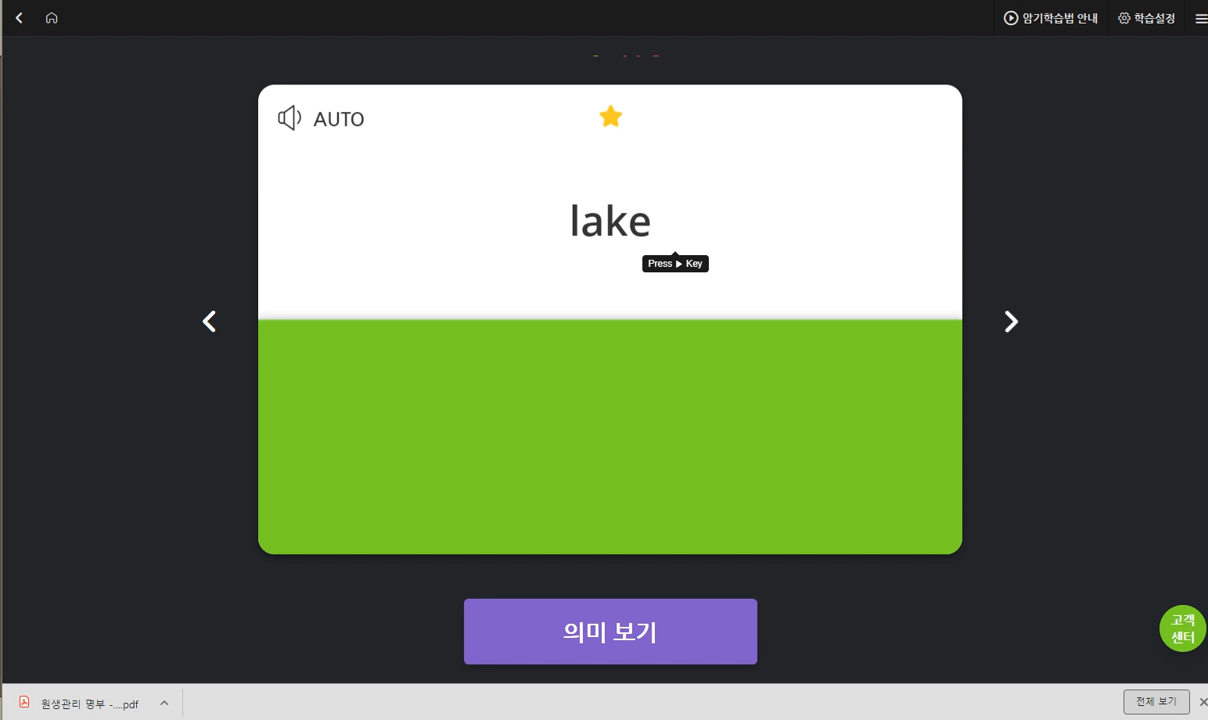 암기학습법 안내
학습설정
AUTO
lake
Press ▶ Key
의미 보기
고객
센터
원생관리 명부 -....pdf
전체 보기